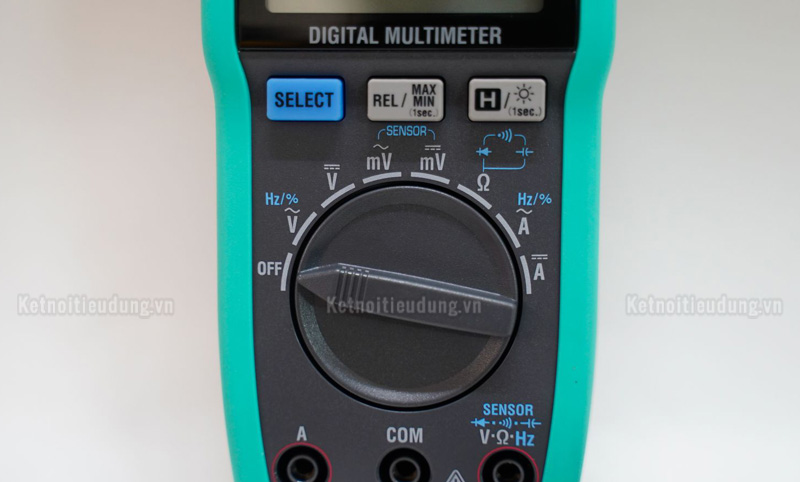 DIGITAL MULTIMETER
SELECT
REL / MAX MIN (1sec.)
H / (1sec.)
SENSOR
mV
mV
V
Ω
Hz/%
V
Hz/%
A
OFF
A
Ketnoitieudung.vn
Ketnoitieudung.vn
Ketnoitieudung.vn
SENSOR
A
COM
V·Ω·Hz